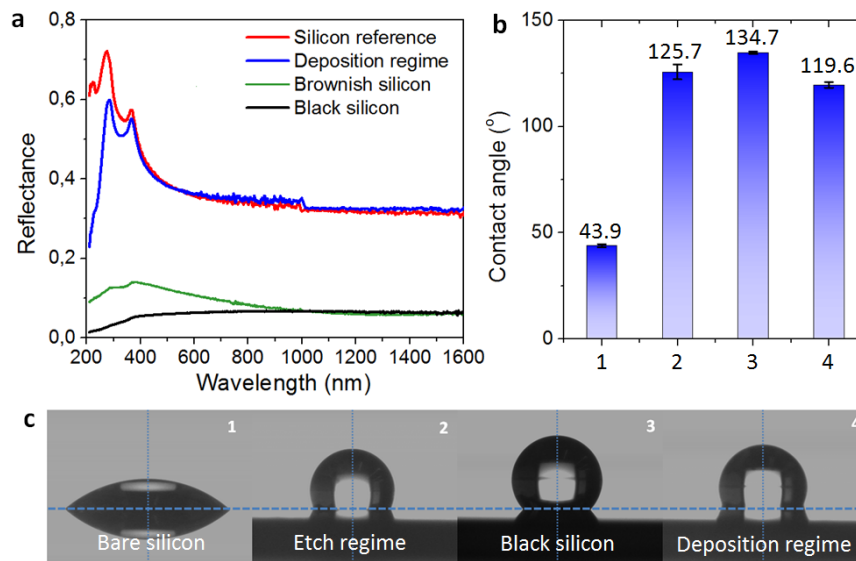 a
Silicon reference
Deposition regime
Brownish silicon
Black silicon
0,8
0,6
0,4
0,2
0,0
Reflectance
200 400 600 800 1000 1200 1400 1600
Wavelength (nm)
b
150
100
50
0
Contact angle (°)
43.9
125.7
134.7
119.6
1 2 3 4
c
1
Bare silicon
2
Etch regime
3
Black silicon
4
Deposition regime